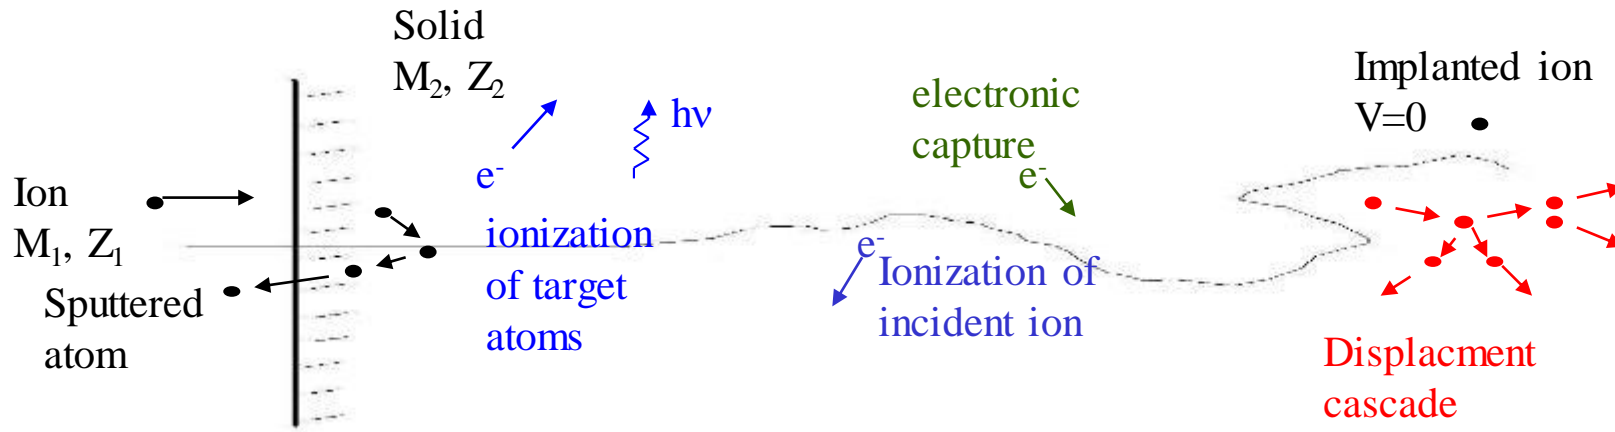 Solid
M₂, Z₂
Ion
M₁, Z₁
Sputtered
atom
e⁻
hν
ionization
of target
atoms
electronic
capture
e⁻
e⁻
Ionization of
incident ion
Implanted ion
V=0
Displacment
cascade